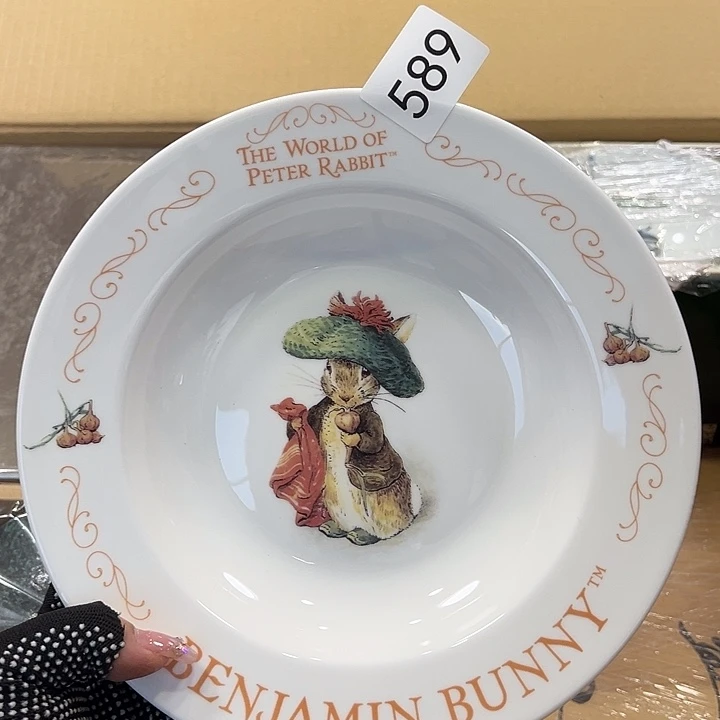 589
THE WORLD OF
PETER RABBIT™
BENJAMIN BUNNY™